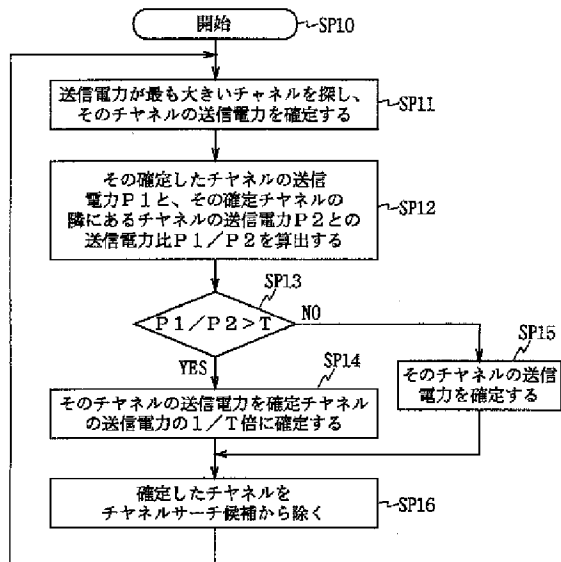 開始
SP10
送信電力が最も大きいチャネルを探し、
そのチャネルの送信電力を確定する
SP11
その確定したチャネルの送信
電力P1と、その確定チャネルの
隣にあるチャネルの送信電力P2との
送信電力比P1/P2を算出する
SP12
SP13
P1/P2>T
NO
YES
SP14
そのチャネルの送信電力を確定チャネル
の送信電力の1/T倍に確定する
SP15
そのチャネルの送信
電力を確定する
確定したチャネルを
チャネルサーチ候補から除く
SP16